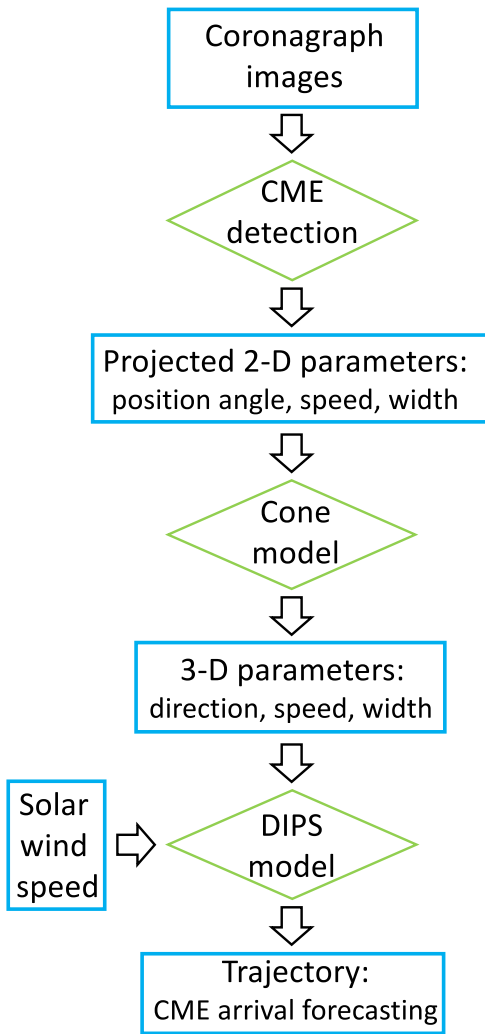 Coronagraph
images
CME
detection
Projected 2-D parameters:
position angle, speed, width
Cone
model
3-D parameters:
direction, speed, width
Solar
wind
speed
DIPS
model
Trajectory:
CME arrival forecasting